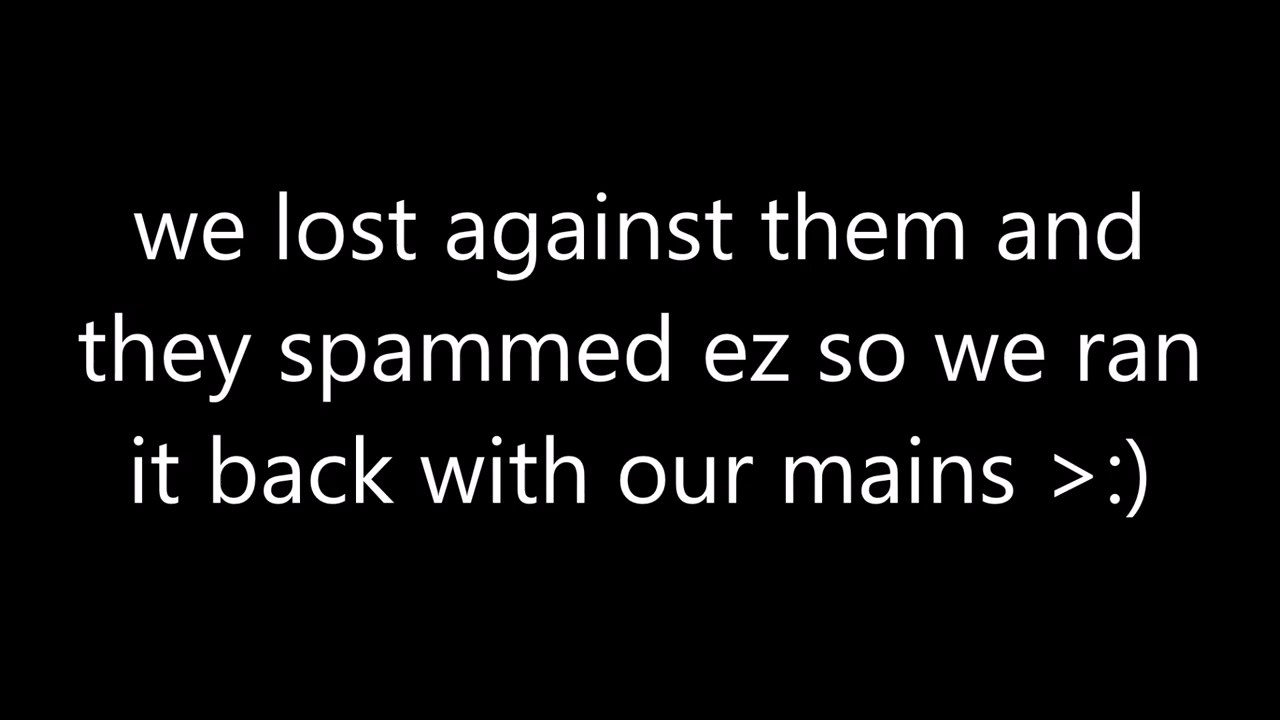 we lost against them and
they spammed ez so we ran
it back with our mains >:)